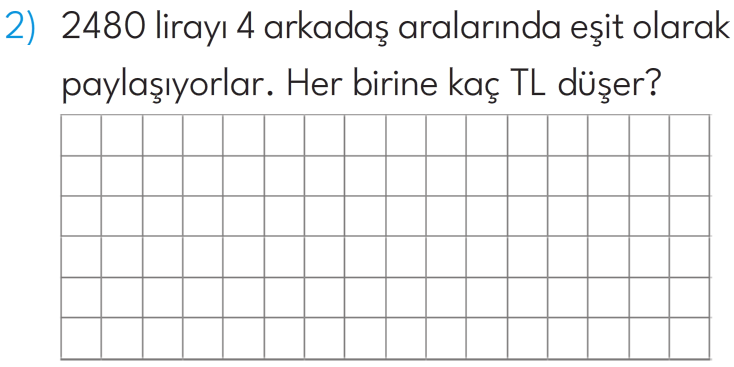 2) 2480 lirayı 4 arkadaş aralarında eşit olarak
paylaşıyorlar. Her birine kaç TL düşer?